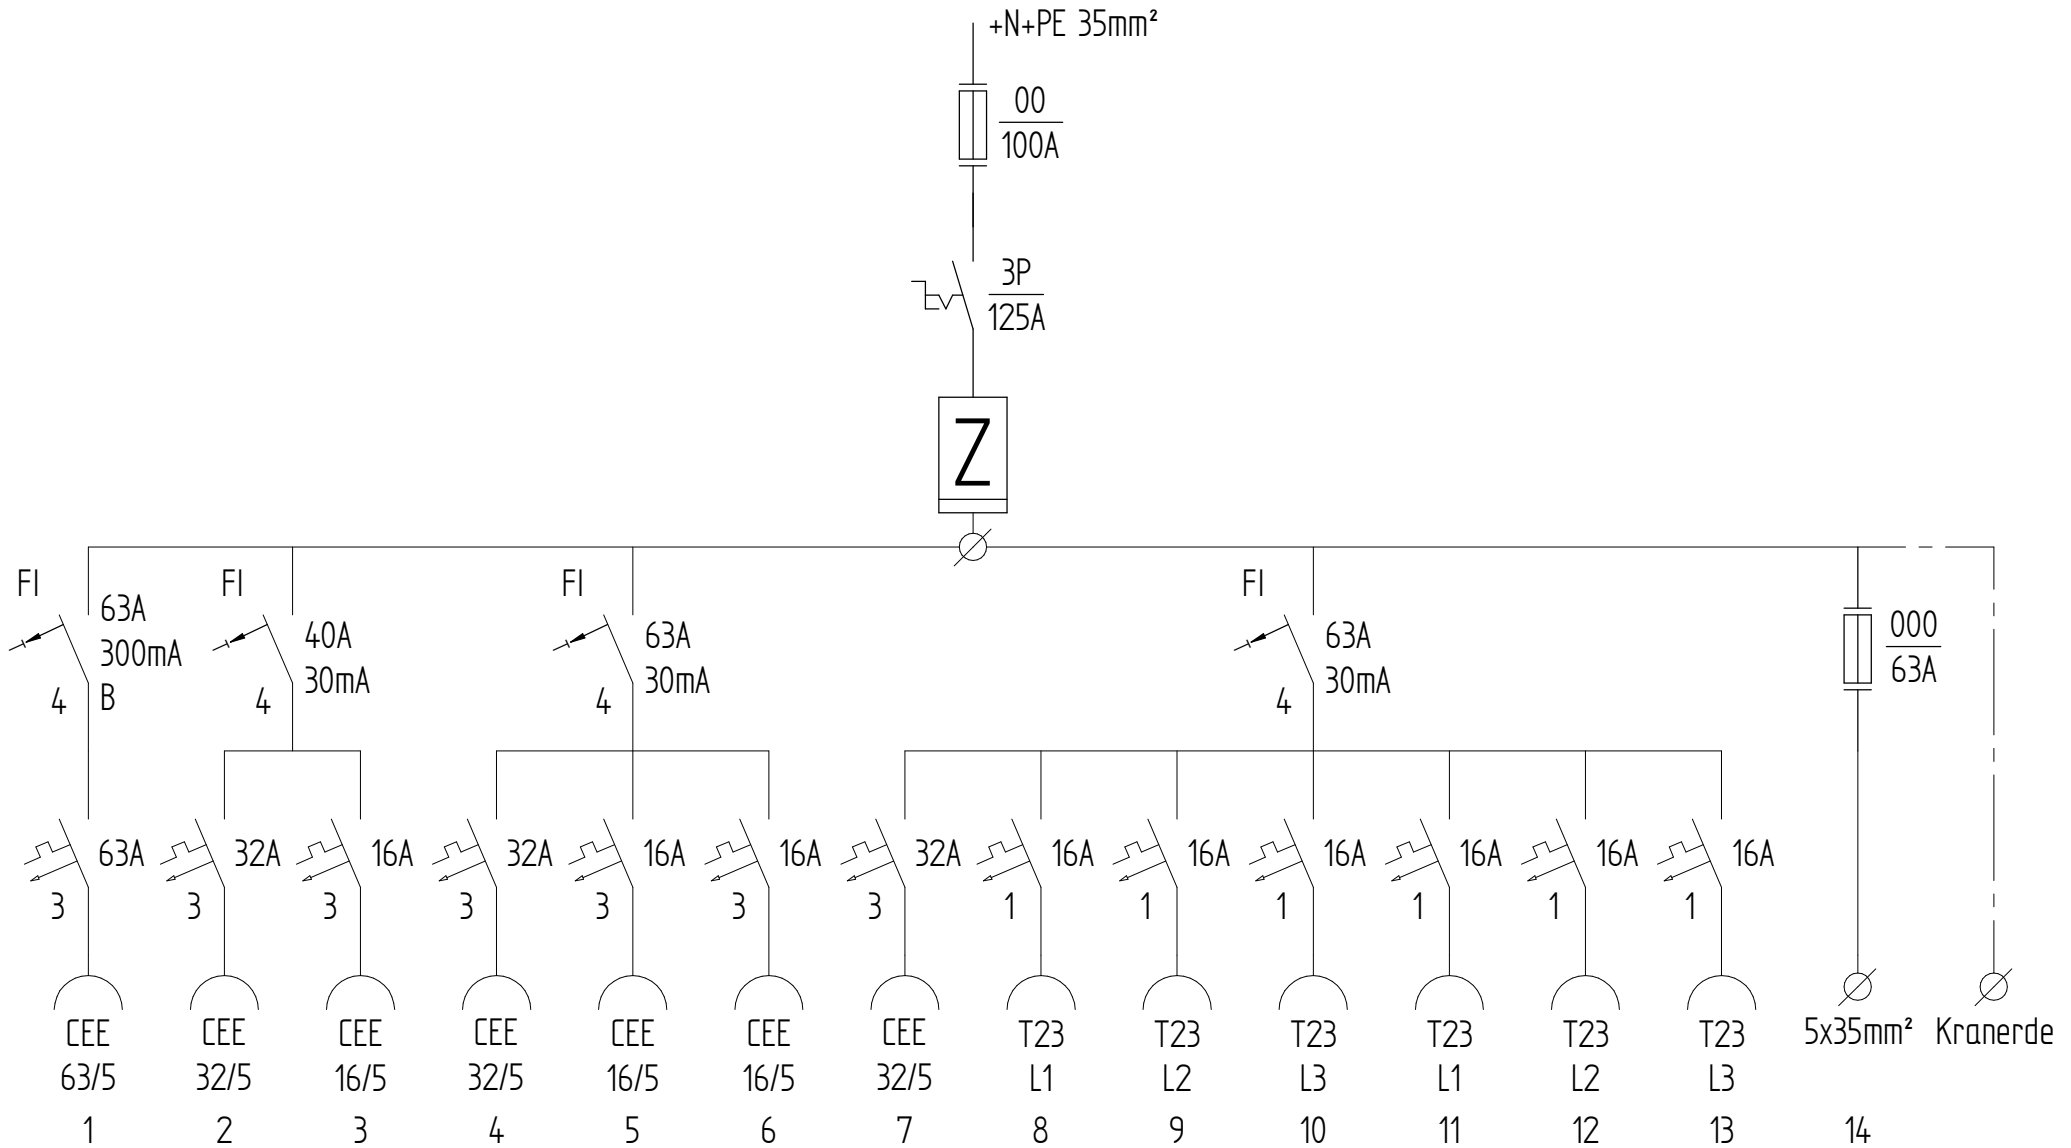 +N+PE 35mm²
00
100A
3P
125A
Z
FI
63A
300mA
4 B
FI
40A
30mA
4
FI
63A
30mA
4
FI
63A
30mA
4
000
63A
63A 32A 16A 32A 16A 16A 32A 16A 16A 16A 16A 16A 16A
3 3 3 3 3 3 3 1 1 1 1 1 1
CEE CEE CEE CEE CEE CEE CEE T23 T23 T23 T23 T23 T23 5x35mm² Kranerde
63/5 32/5 16/5 32/5 16/5 16/5 32/5 L1 L2 L3 L1 L2 L3
1 2 3 4 5 6 7 8 9 10 11 12 13 14